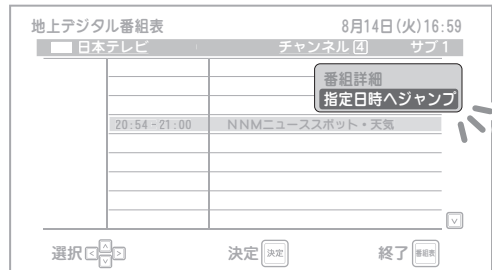 地上デジタル番組表 8月14日(火)16:59
日本テレビ チャンネル4 サブ1
番組詳細
指定日時へジャンプ
20:54-21:00 NNMニューススポット・天気
選択 決定 決定 終了 番組表